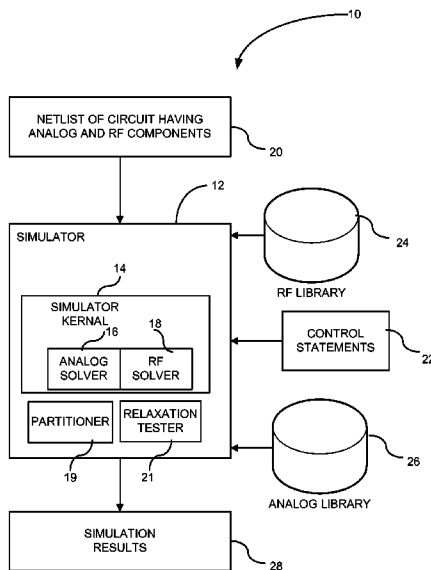 10
NETLIST OF CIRCUIT HAVING
ANALOG AND RF COMPONENTS
20
12
SIMULATOR
24
RF LIBRARY
14
SIMULATOR
KERNAL
16
18
ANALOG
SOLVER
RF
SOLVER
CONTROL
STATEMENTS
22
PARTITIONER
RELAXATION
TESTER
19
21
26
ANALOG LIBRARY
SIMULATION
RESULTS
28